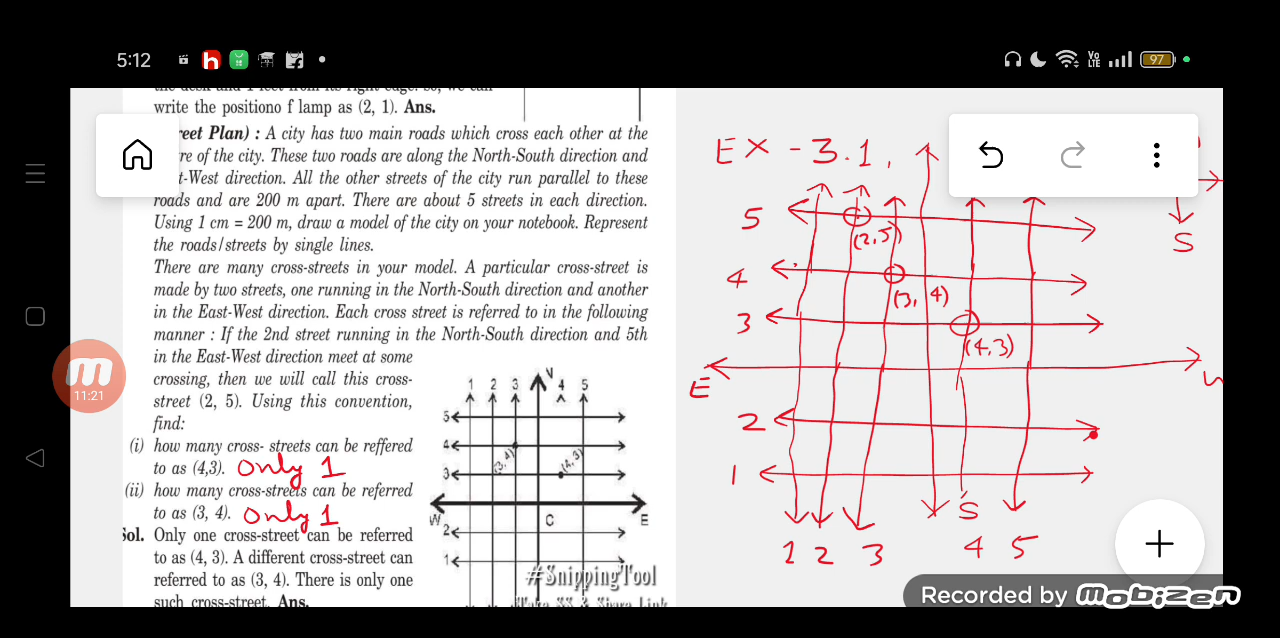 5:12
h
Vo LTE
97
write the positiono f lamp as (2, 1). Ans.
reet Plan) : A city has two main roads which cross each other at the
re of the city. These two roads are along the North-South direction and
t-West direction. All the other streets of the city run parallel to these
roads and are 200 m apart. There are about 5 streets in each direction.
Using 1 cm = 200 m, draw a model of the city on your notebook. Represent
the roads/streets by single lines.
There are many cross-streets in your model. A particular cross-street is
made by two streets, one running in the North-South direction and another
in the East-West direction. Each cross street is referred to in the following
manner : If the 2nd street running in the North-South direction and 5th
in the East-West direction meet at some
crossing, then we will call this cross-
street (2, 5). Using this convention,
find:
(i) how many cross- streets can be reffered
to as (4,3). only 1
(ii) how many cross-streets can be referred
to as (3, 4). only 1
Sol. Only one cross-street can be referred
to as (4, 3). A different cross-street can
referred to as (3, 4). There is only one
such cross-street. Ans.
m
11:21
N
1 2 3 4 5
5
4
3
(3, 4)
(4, 3)
W
C
E
2
1
#SnippingTool
Take SS & Share Link
EX - 3.1,
S
5
(2,5)
4
(3, 4)
3
(4,3)
E
2
1
S
1 2 3 4 5
+
Recorded by mobizen